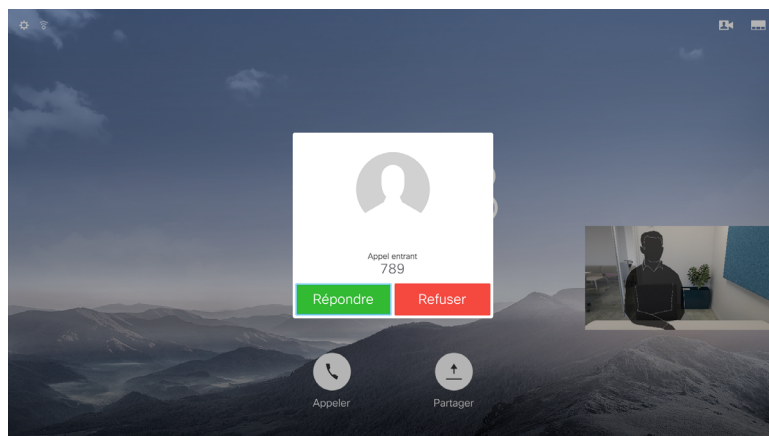 Appel entrant
789
Répondre
Refuser
Appeler
Partager